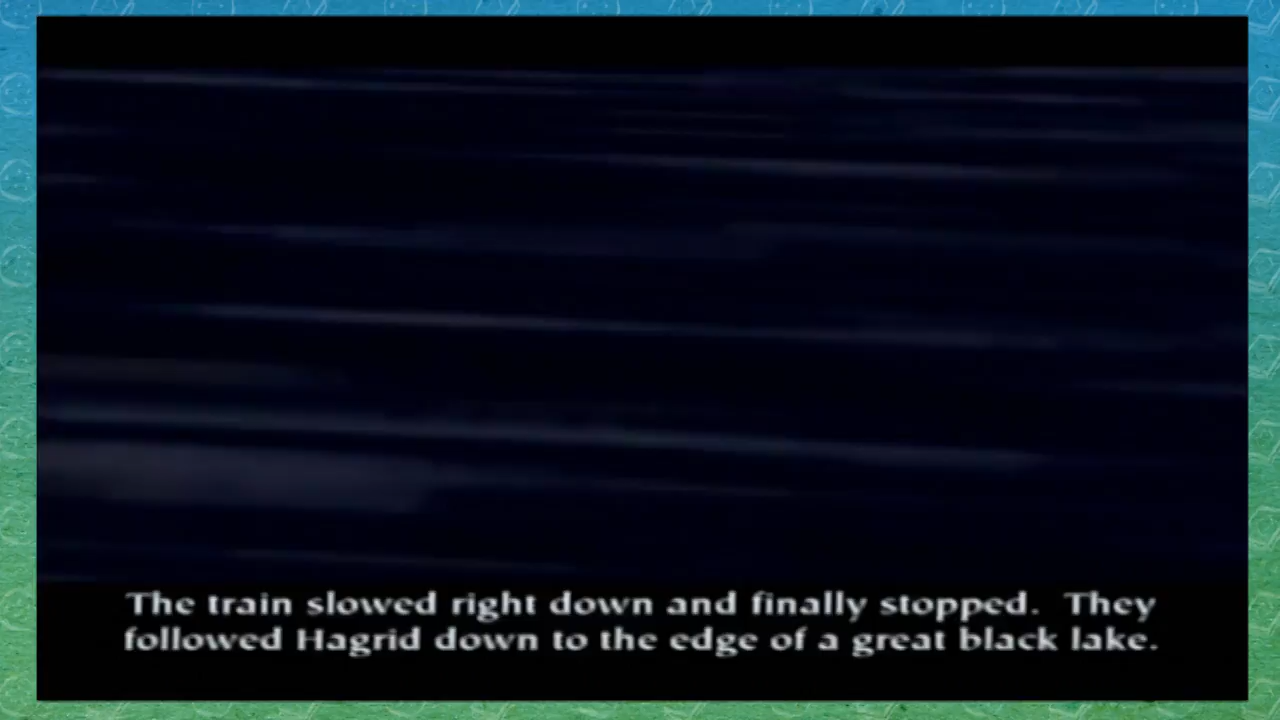 The train slowed right down and finally stopped.  They
followed Hagrid down to the edge of a great black lake.